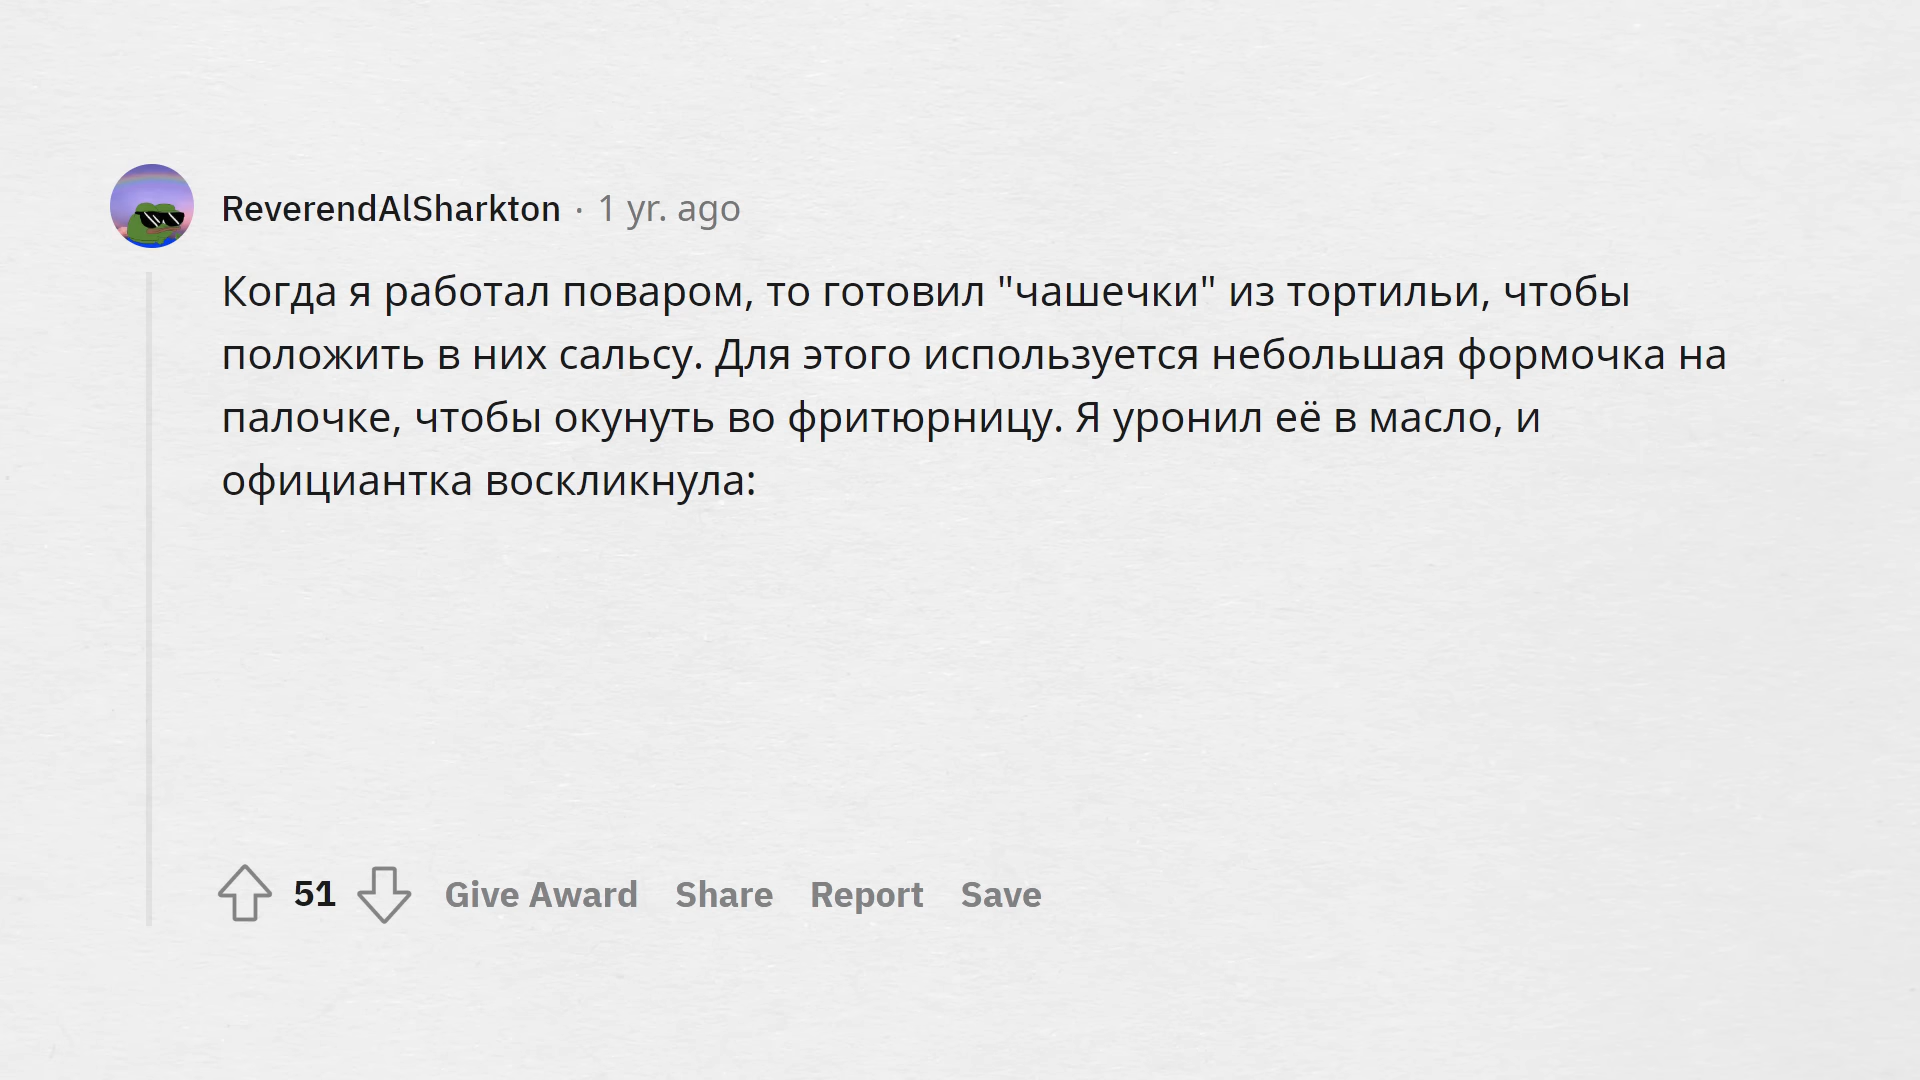 ReverendAlSharkton · 1 yr. ago
Когда я работал поваром, то готовил "чашечки" из тортильи, чтобы
положить в них сальсу. Для этого используется небольшая формочка на
палочке, чтобы окунуть во фритюрницу. Я уронил её в масло, и
официантка воскликнула:
51 Give Award Share Report Save